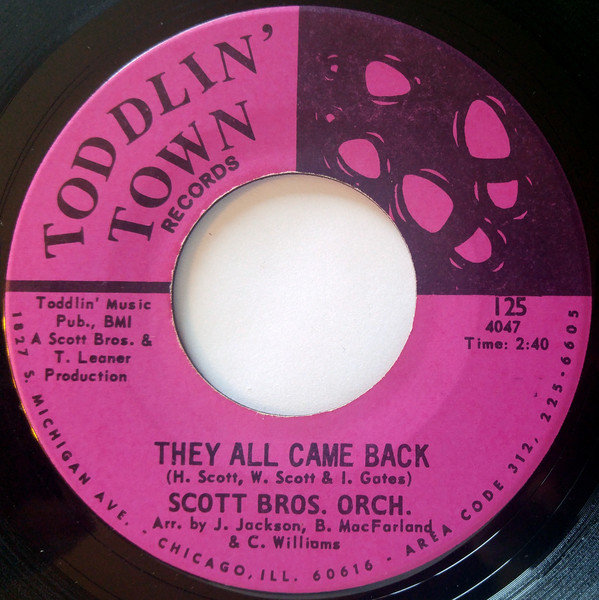 TODDLIN'
TOWN
RECORDS
Toddlin' Music
Pub., BMI
A Scott Bros. &
T. Leaner
Production
125
4047
Time: 2:40
THEY ALL CAME BACK
(H. Scott, W. Scott & I. Gates)
SCOTT BROS. ORCH.
Arr. by J. Jackson, B. MacFarland
& C. Williams
1827 S. MICHIGAN AVE. - CHICAGO, ILL. 60616 - AREA CODE 312, 225-6605